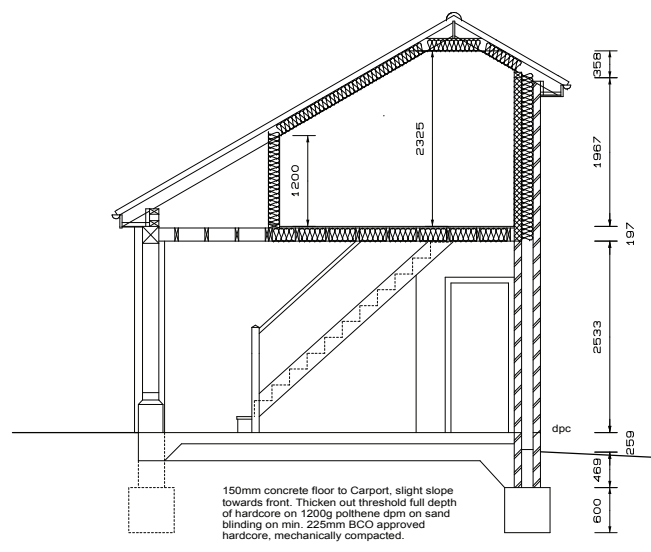 358
1967
2325
1200
197
2533
dpc
259
469
600
150mm concrete floor to Carport, slight slope
towards front. Thicken out threshold full depth
of hardcore on 1200g polthene dpm on sand
blinding on min. 225mm BCO approved
hardcore, mechanically compacted.